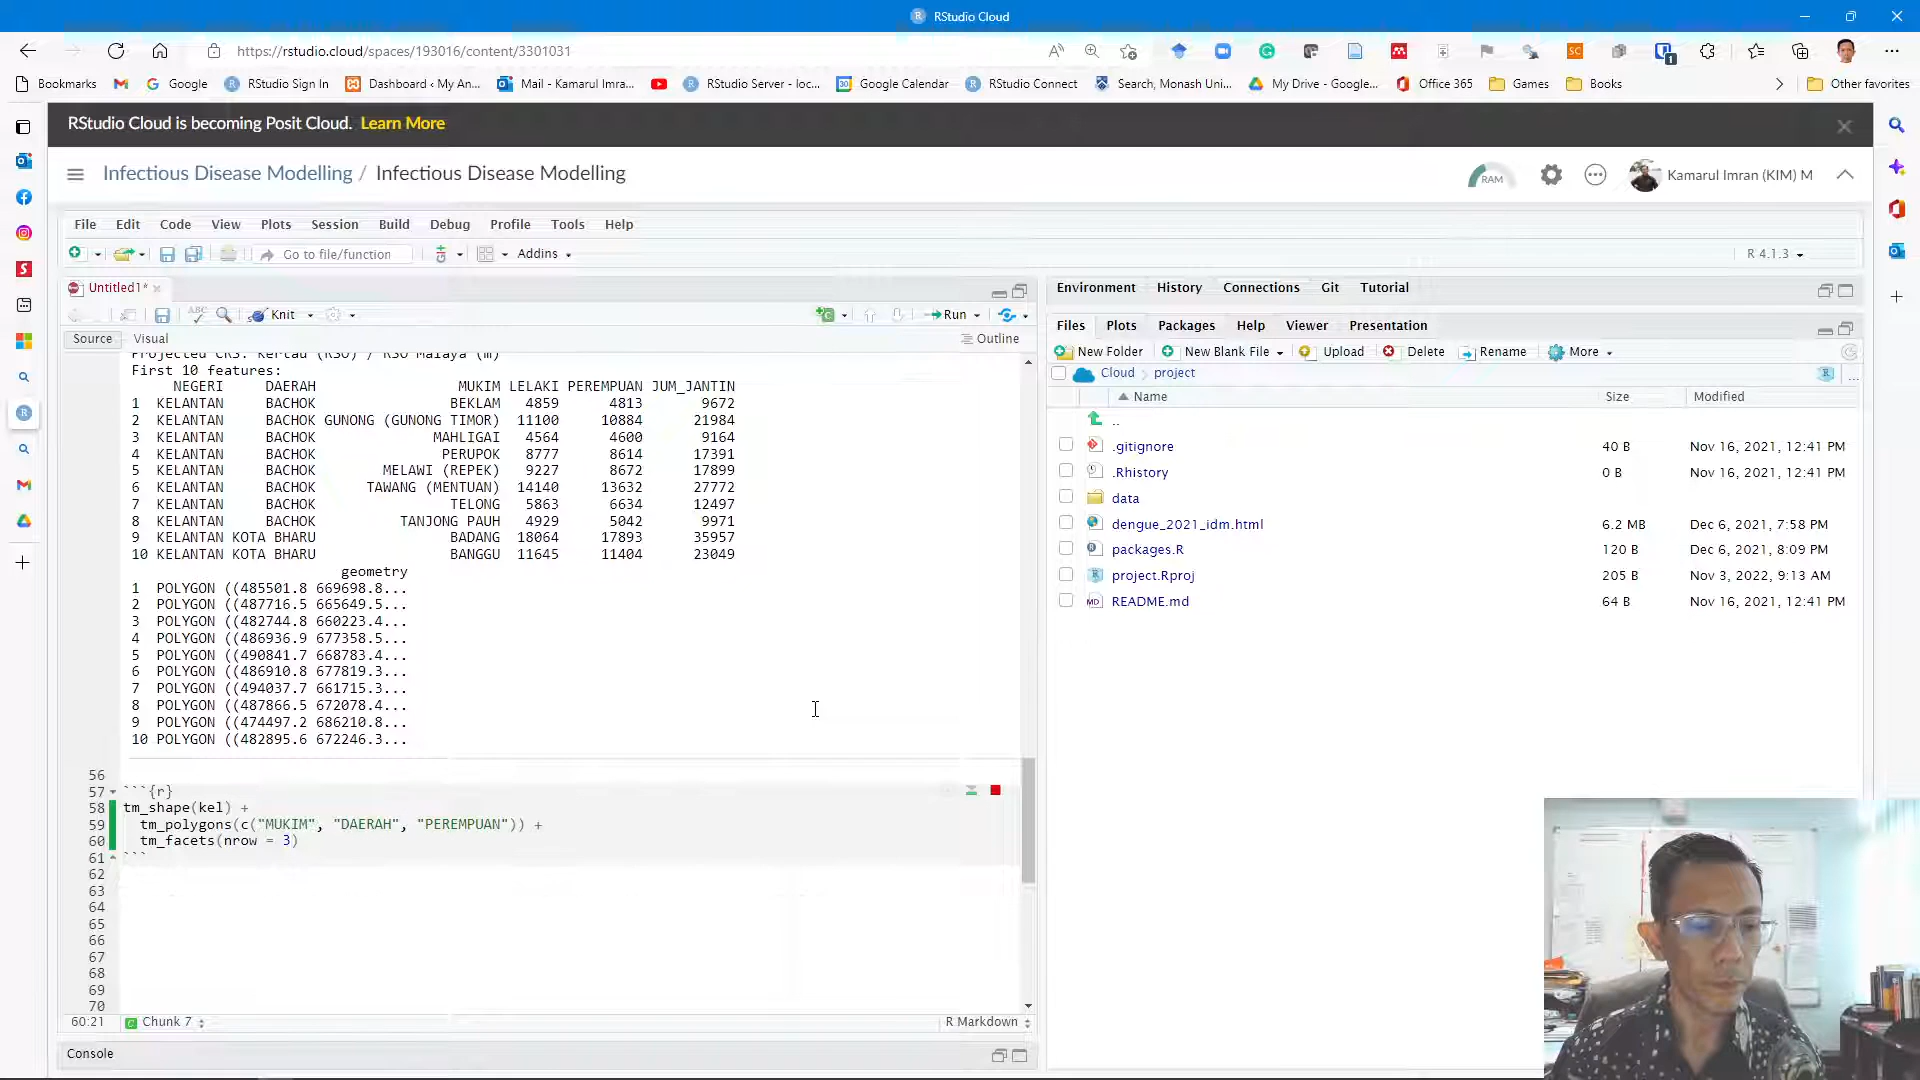 RStudio Cloud
https://rstudio.cloud/spaces/193016/content/3301031
Bookmarks
Google
RStudio Sign In
Dashboard ‹ My An...
Mail - Kamarul Imra...
RStudio Server - loc...
Google Calendar
RStudio Connect
Search, Monash Uni...
My Drive - Google...
Office 365
Games
Books
Other favorites
RStudio Cloud is becoming Posit Cloud. Learn More
Infectious Disease Modelling / Infectious Disease Modelling
RAM
Kamarul Imran (KIM) M
File Edit Code View Plots Session Build Debug Profile Tools Help
Go to file/function
Addins
R 4.1.3
Untitled1*
Knit
Run
Source Visual
Outline
Projected CRS: Kertau (RSO) / RSO Malaya (m)
First 10 features:
NEGERI DAERAH MUKIM LELAKI PEREMPUAN JUM_JANTIN
1 KELANTAN BACHOK BEKLAM 4859 4813 9672
2 KELANTAN BACHOK GUNONG (GUNONG TIMOR) 11100 10884 21984
3 KELANTAN BACHOK MAHLIGAI 4564 4600 9164
4 KELANTAN BACHOK PERUPOK 8777 8614 17391
5 KELANTAN BACHOK MELAWI (REPEK) 9227 8672 17899
6 KELANTAN BACHOK TAWANG (MENTUAN) 14140 13632 27772
7 KELANTAN BACHOK TELONG 5863 6634 12497
8 KELANTAN BACHOK TANJONG PAUH 4929 5042 9971
9 KELANTAN KOTA BHARU BADANG 18064 17893 35957
10 KELANTAN KOTA BHARU BANGGU 11645 11404 23049
geometry
1 POLYGON ((485501.8 669698.8...
2 POLYGON ((487716.5 665649.5...
3 POLYGON ((482744.8 660223.4...
4 POLYGON ((486936.9 677358.5...
5 POLYGON ((490841.7 668783.4...
6 POLYGON ((486910.8 677819.3...
7 POLYGON ((494037.7 661715.3...
8 POLYGON ((487866.5 672078.4...
9 POLYGON ((474497.2 686210.8...
10 POLYGON ((482895.6 672246.3...
56
57 ```{r}
58 tm_shape(kel) +
59 tm_polygons(c("MUKIM", "DAERAH", "PEREMPUAN")) +
60 tm_facets(nrow = 3)
61 ```
62
63
64
65
66
67
68
69
70
60:21 Chunk 7 R Markdown
Console
Environment History Connections Git Tutorial
Files Plots Packages Help Viewer Presentation
New Folder New Blank File Upload Delete Rename More
Cloud project
Name Size Modified
..
.gitignore 40 B Nov 16, 2021, 12:41 PM
.Rhistory 0 B Nov 16, 2021, 12:41 PM
data
dengue_2021_idm.html 6.2 MB Dec 6, 2021, 7:58 PM
packages.R 120 B Dec 6, 2021, 8:09 PM
project.Rproj 205 B Nov 3, 2022, 9:13 AM
README.md 64 B Nov 16, 2021, 12:41 PM